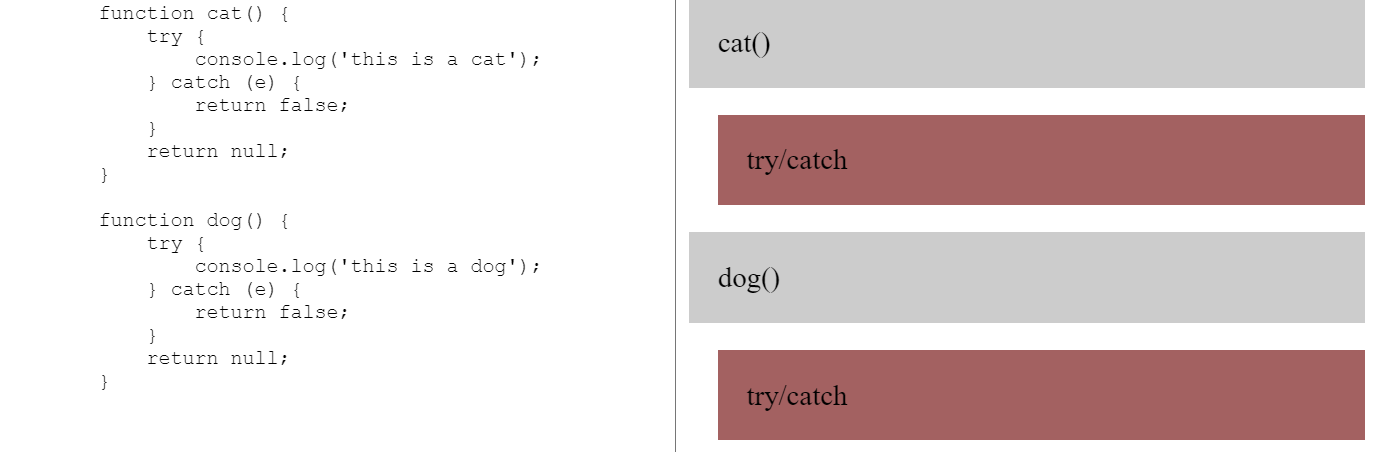 function cat() {
    try {
        console.log('this is a cat');
    } catch (e) {
        return false;
    }
    return null;
}

function dog() {
    try {
        console.log('this is a dog');
    } catch (e) {
        return false;
    }
    return null;
}
cat()
try/catch
dog()
try/catch